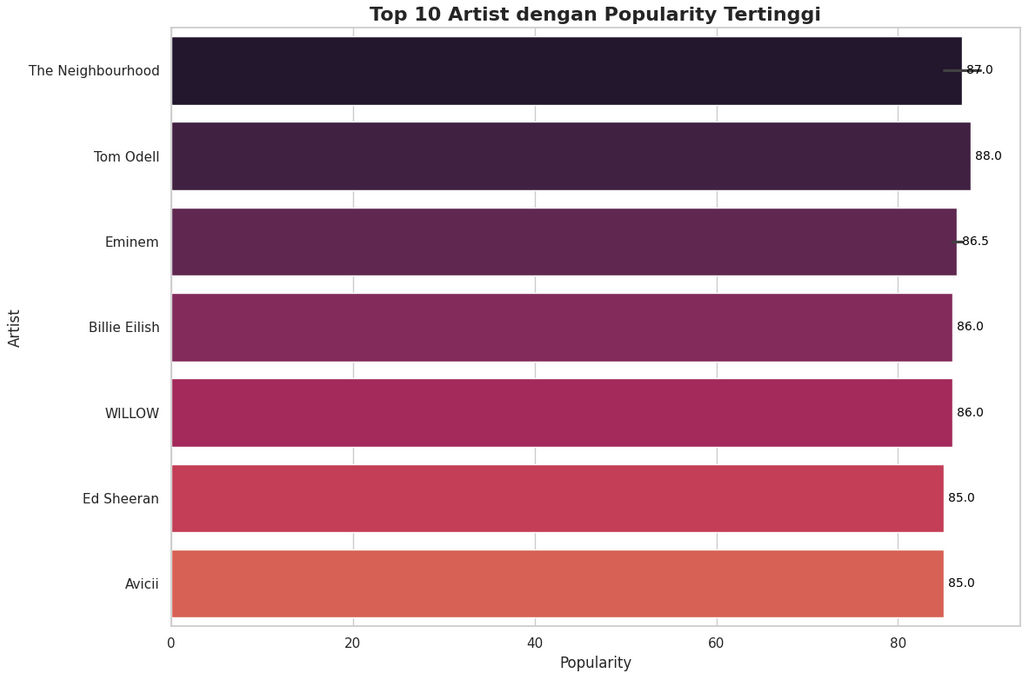 Top 10 Artist dengan Popularity Tertinggi
The Neighbourhood 87.0
Tom Odell 88.0
Eminem 86.5
Billie Eilish 86.0
WILLOW 86.0
Ed Sheeran 85.0
Avicii 85.0
Artist
0 20 40 60 80
Popularity